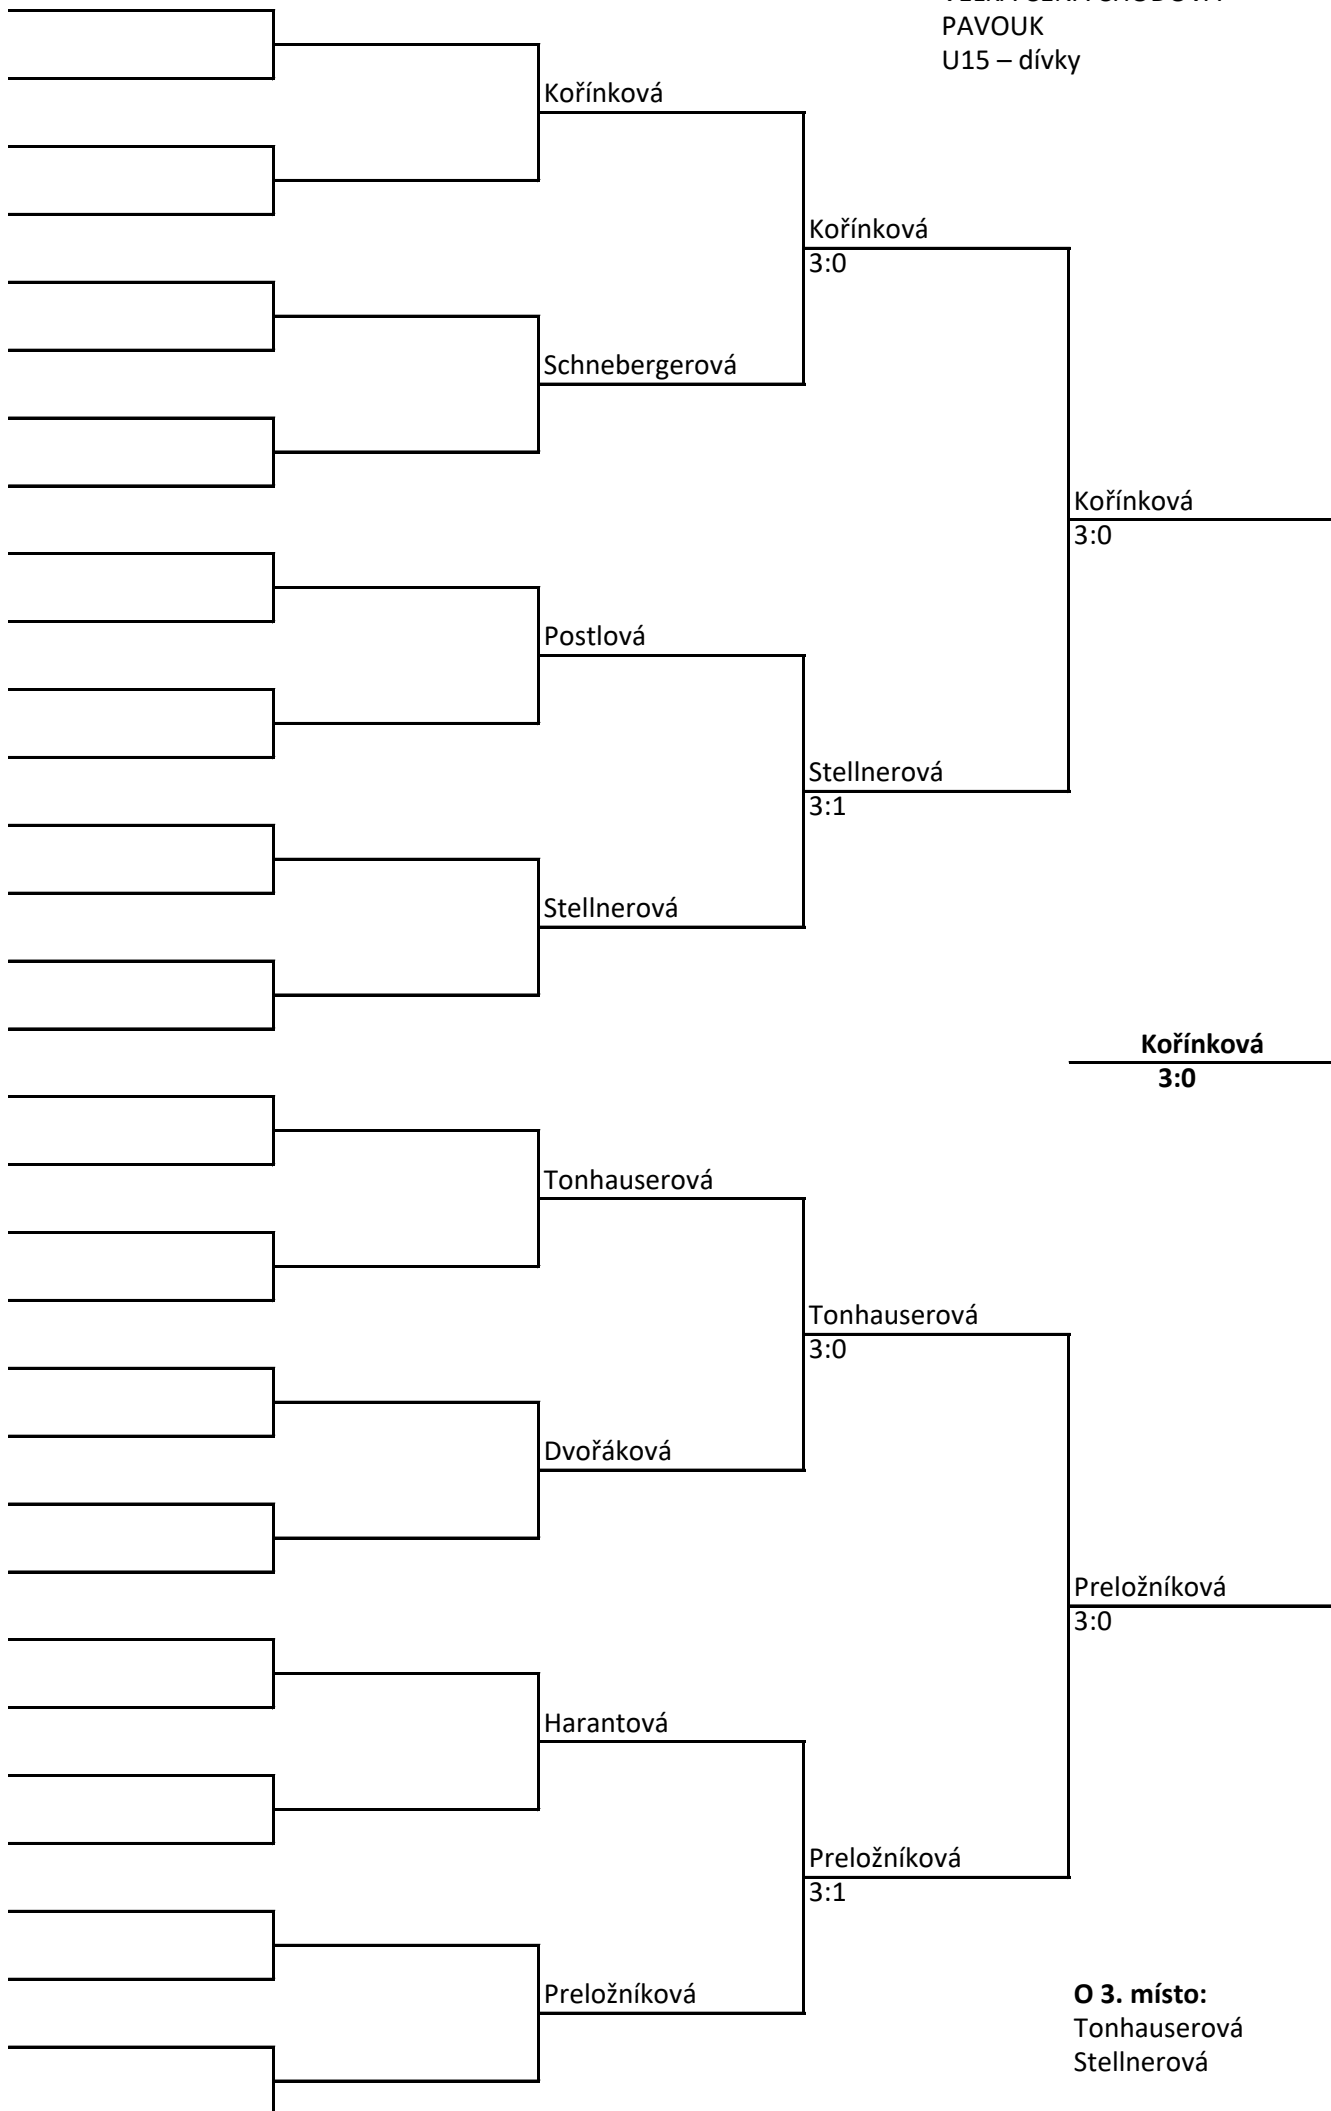 PAVOUK
U15 – dívky
Kořínková
Kořínková
3:0
Schnebergerová
Kořínková
3:0
Postlová
Stellnerová
3:1
Stellnerová
Kořínková
3:0
Tonhauserová
Tonhauserová
3:0
Dvořáková
Preložníková
3:0
Harantová
Preložníková
3:1
Preložníková
O 3. místo:
Tonhauserová
Stellnerová